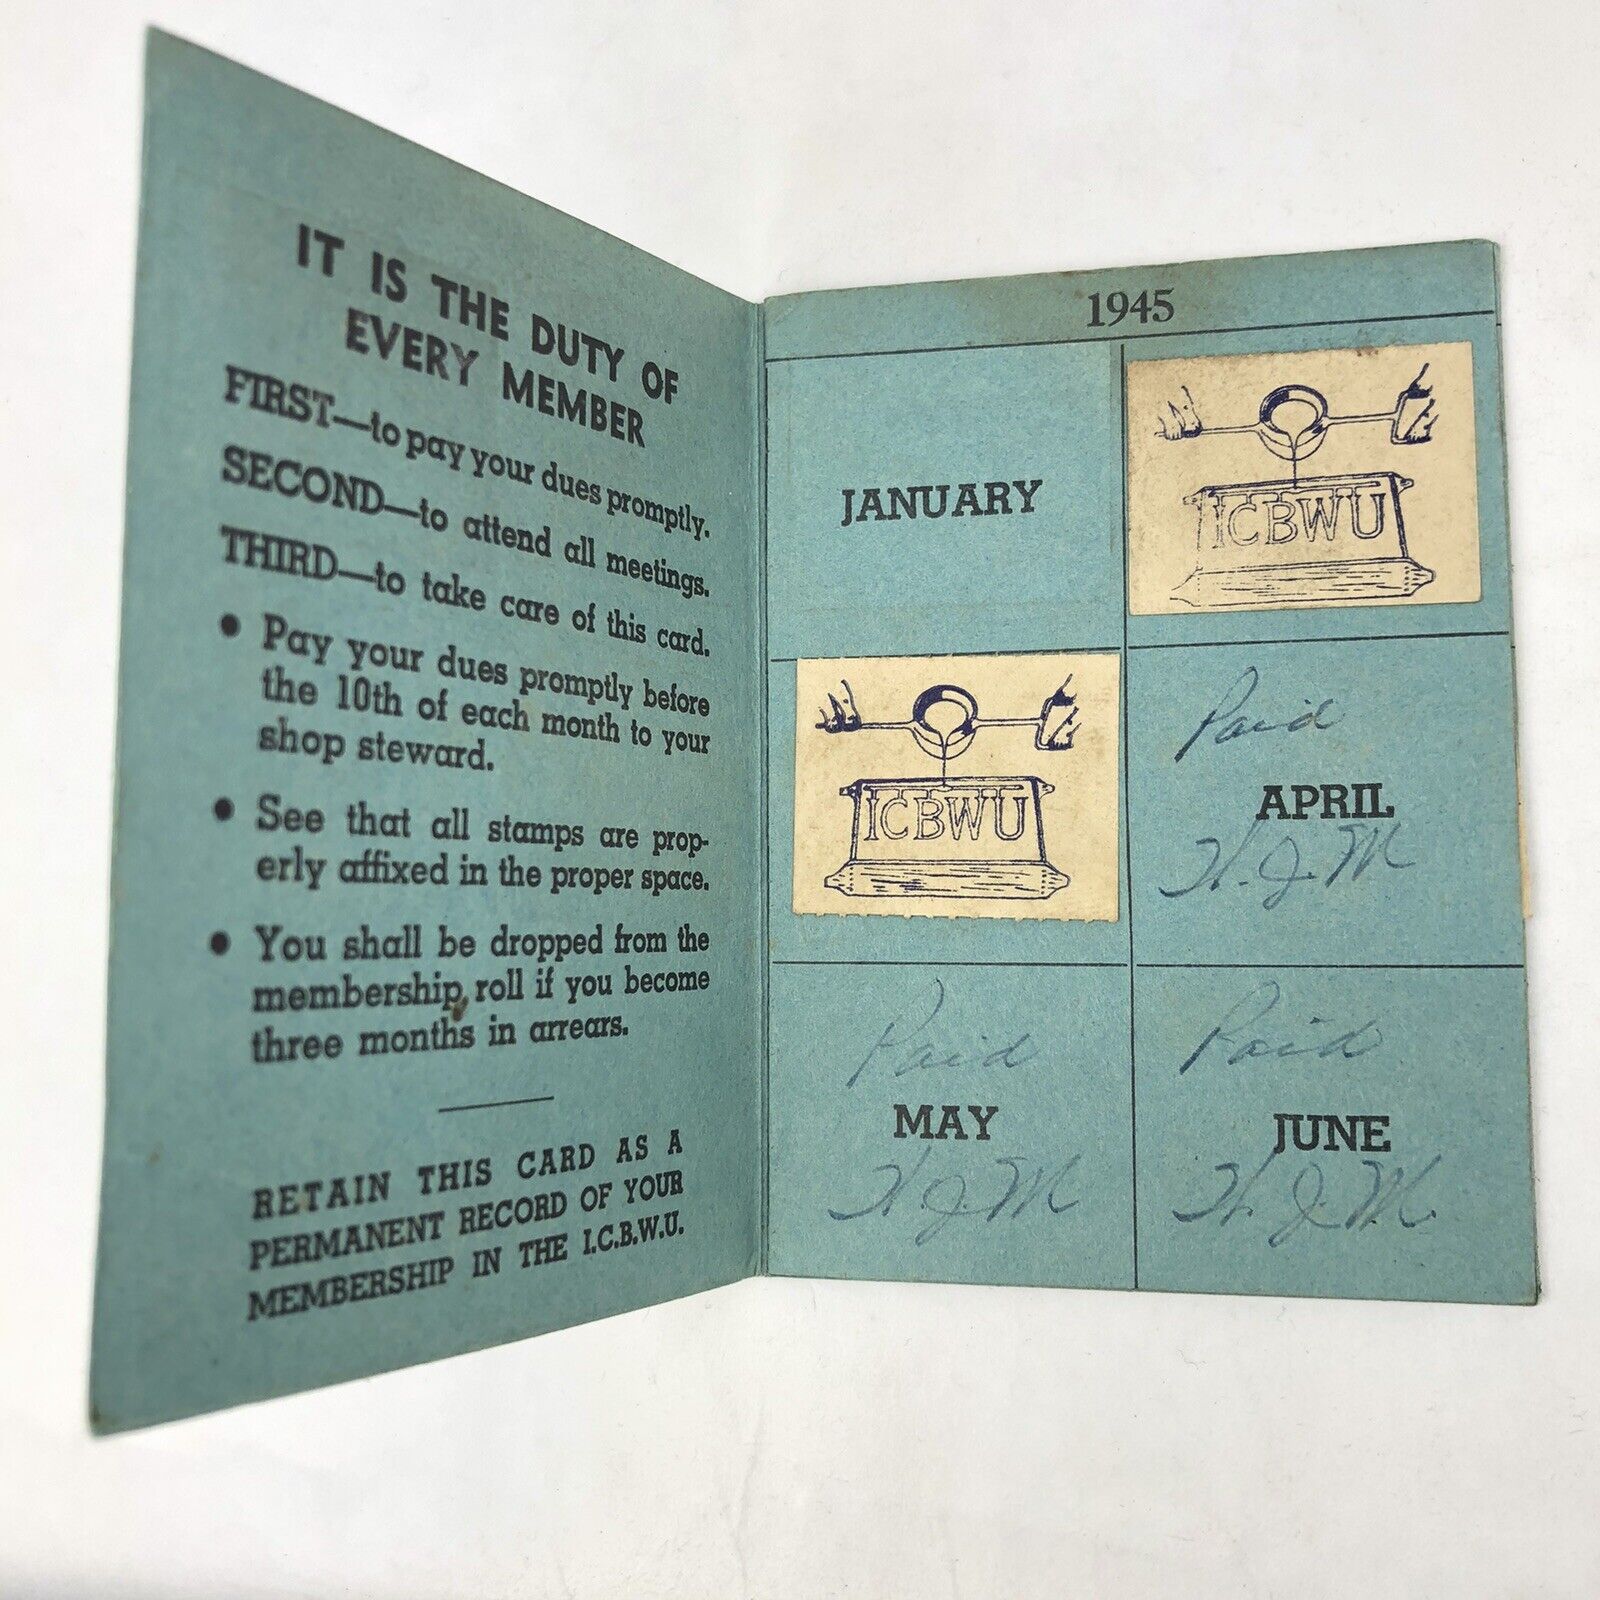 IT IS THE DUTY OF
EVERY MEMBER
FIRST—to pay your dues promptly.
SECOND—to attend all meetings.
THIRD—to take care of this card.
• Pay your dues promptly before
the 10th of each month to your
shop steward.
• See that all stamps are prop-
erly affixed in the proper space.
• You shall be dropped from the
membership roll if you become
three months in arrears.
RETAIN THIS CARD AS A
PERMANENT RECORD OF YOUR
MEMBERSHIP IN THE I.C.B.W.U.
1945
JANUARY
ICBWU
ICBWU
Paid
APRIL
H. J. M
Paid
MAY
H. J. M
Paid
JUNE
H. J. M.